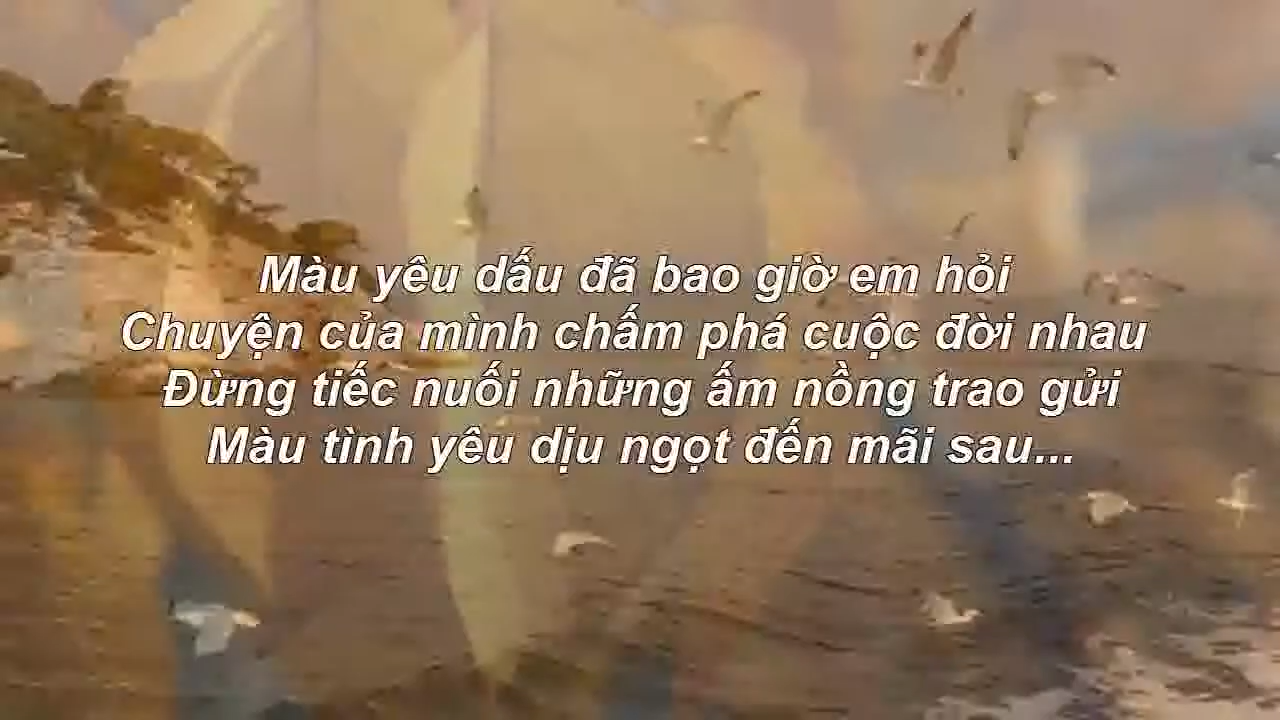 Màu yêu dấu đã bao giờ em hỏi
Chuyện của mình chấm phá cuộc đời nhau
Đừng tiếc nuối những ấm nồng trao gửi
Màu tình yêu dịu ngọt đến mãi sau...